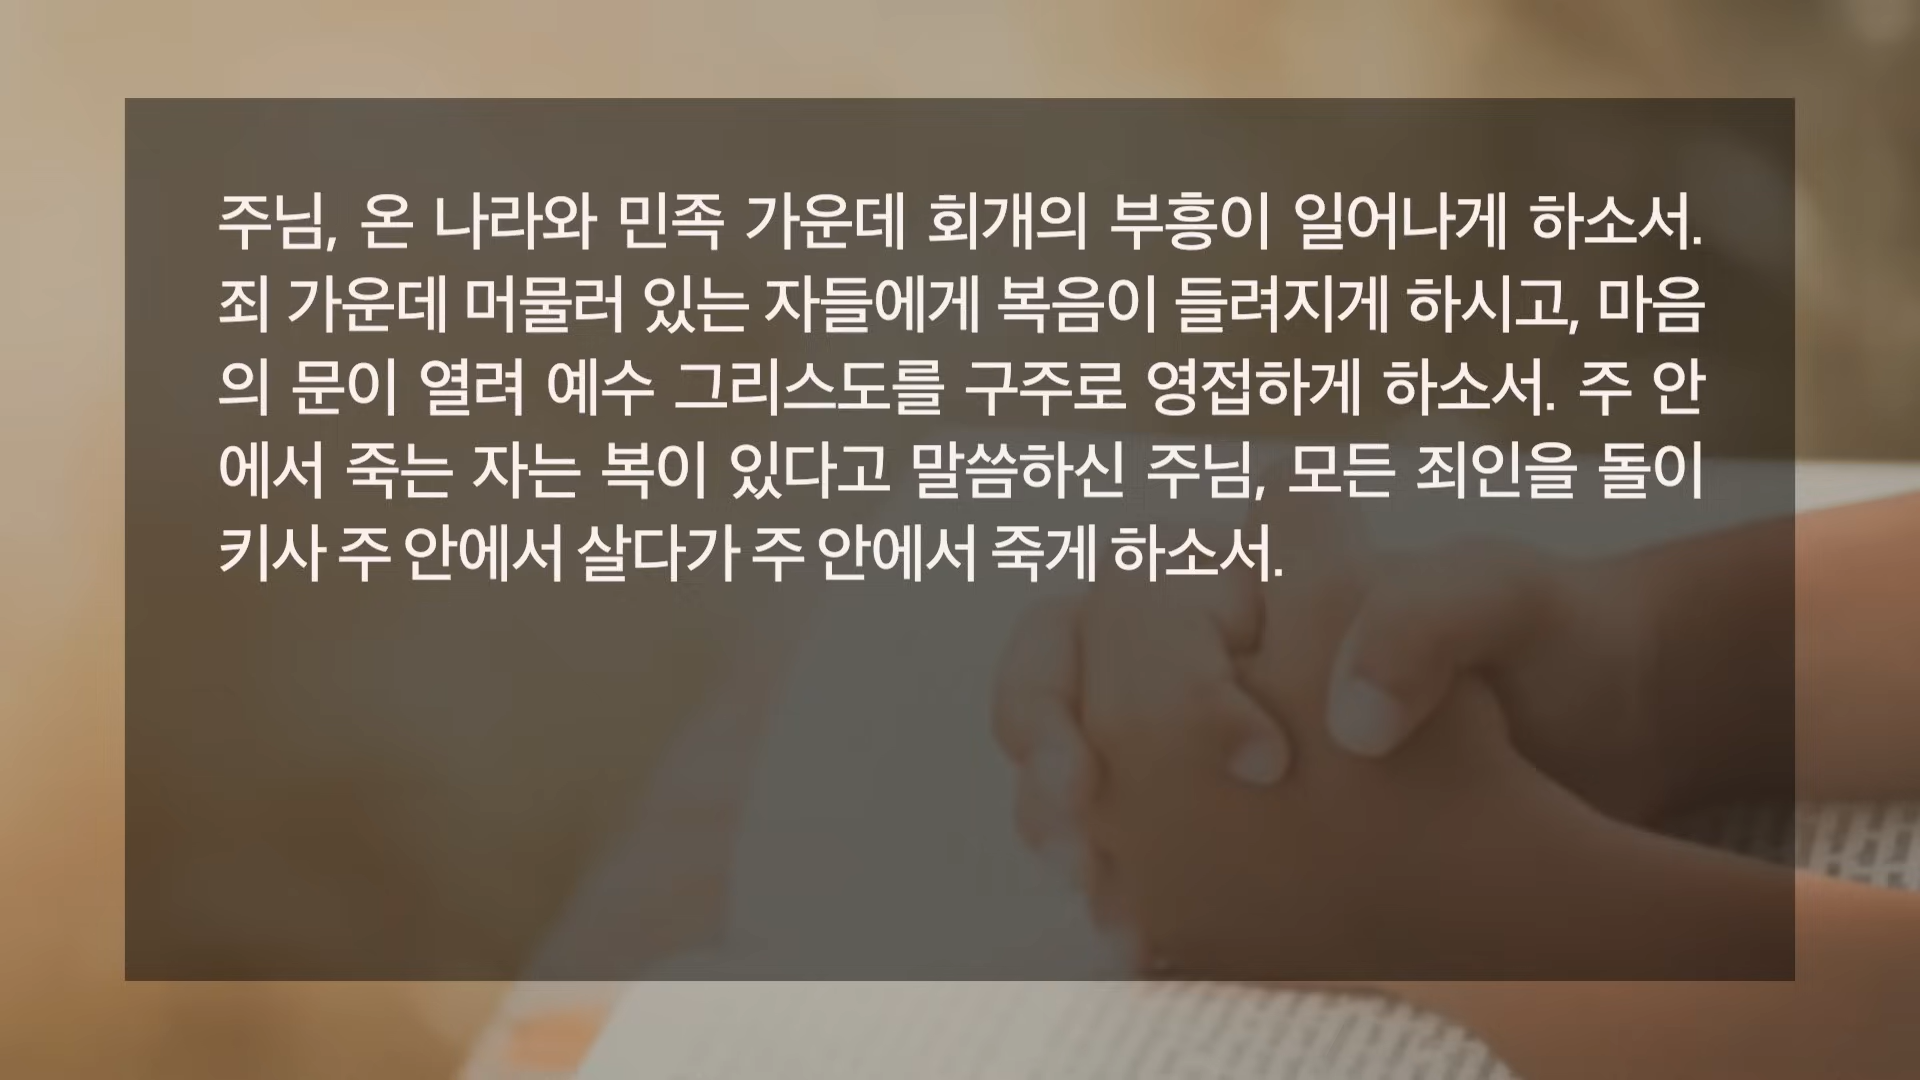 주님, 온 나라와 민족 가운데 회개의 부흥이 일어나게 하소서.
죄 가운데 머물러 있는 자들에게 복음이 들려지게 하시고, 마음
의 문이 열려 예수 그리스도를 구주로 영접하게 하소서. 주 안
에서 죽는 자는 복이 있다고 말씀하신 주님, 모든 죄인을 돌이
키사 주 안에서 살다가 주 안에서 죽게 하소서.